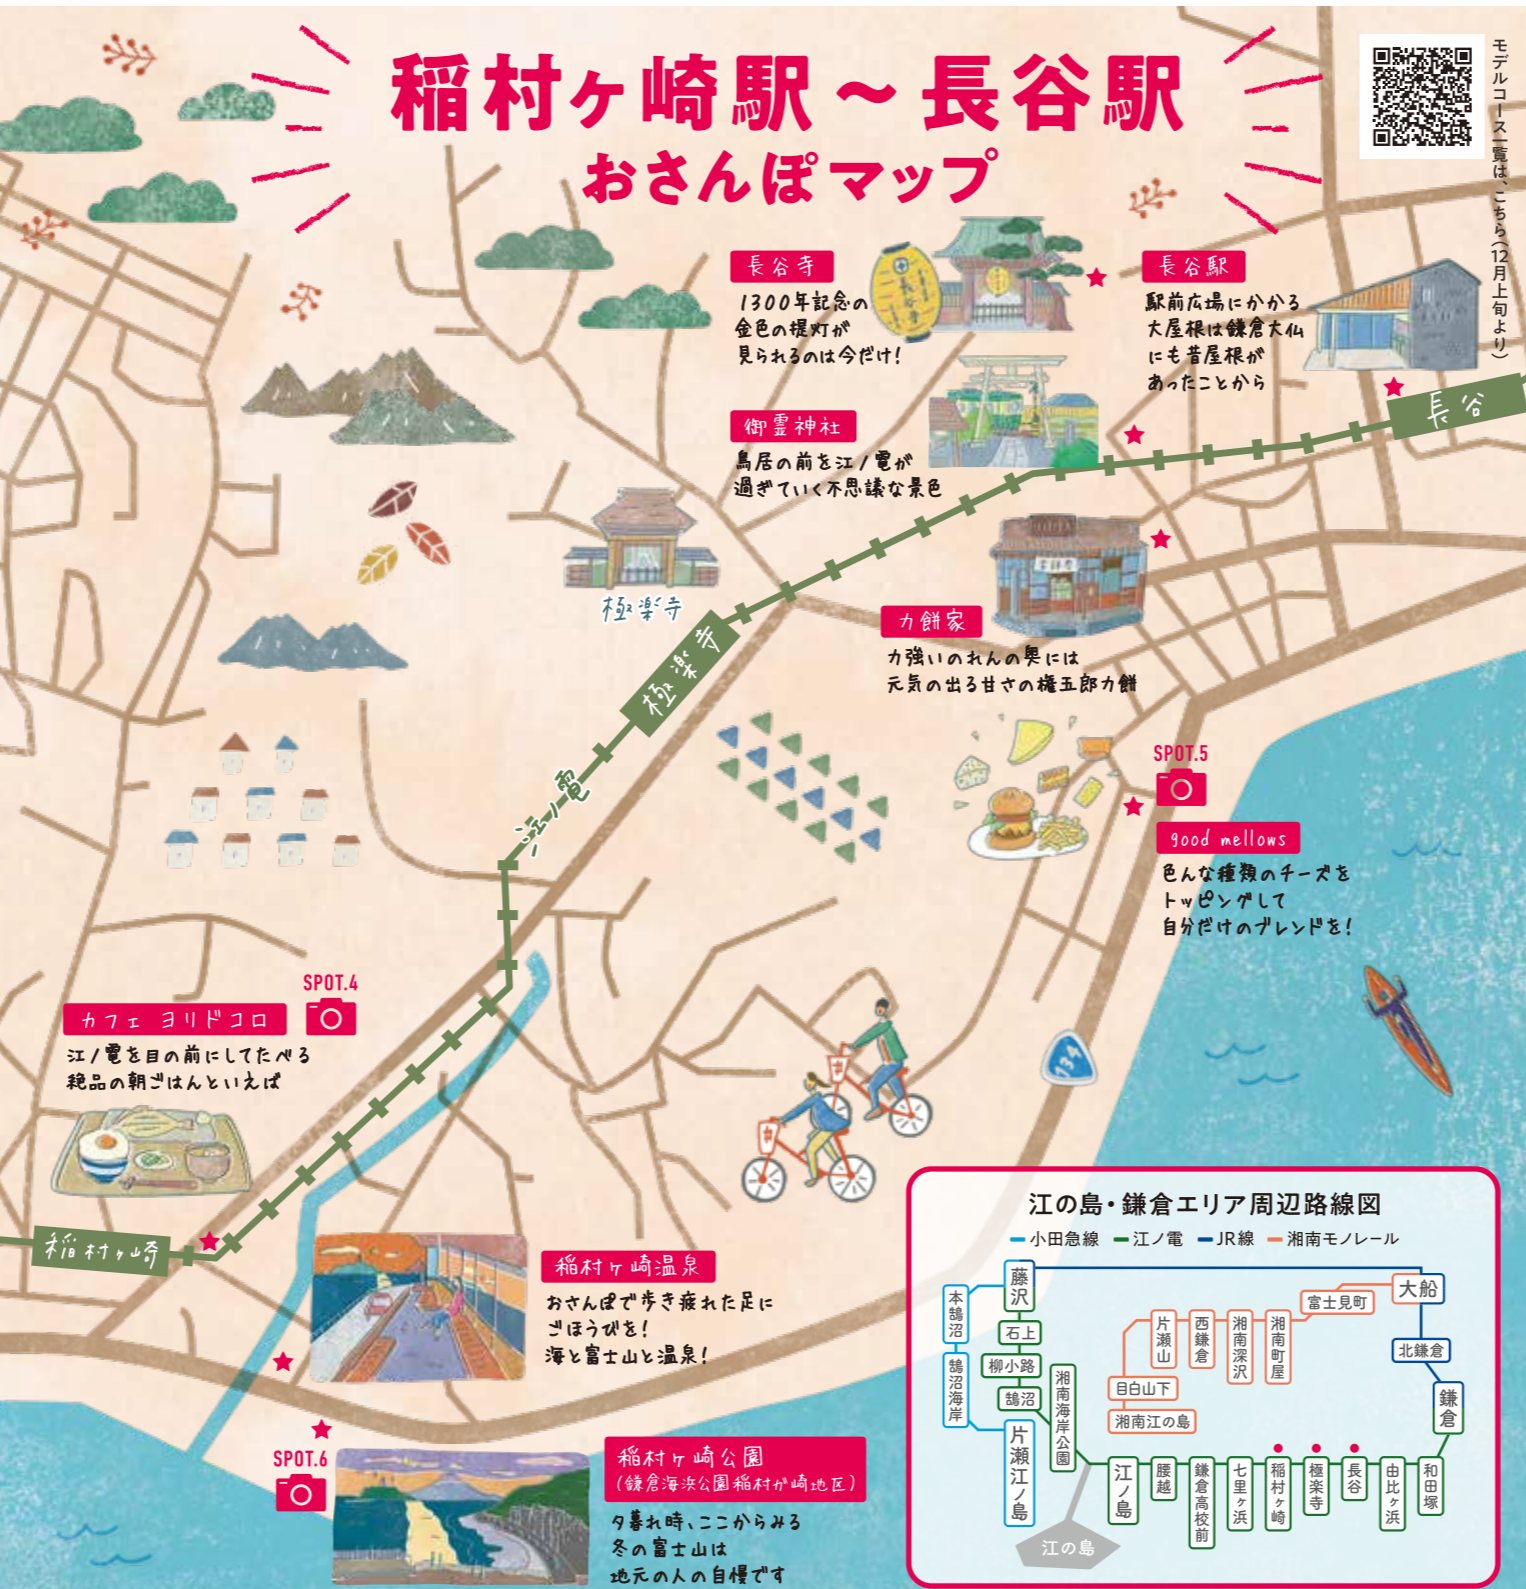 稲村ヶ崎駅～長谷駅
おさんぽマップ
モデルコース一覧は、こちら(12月上旬より)
長谷寺
1300年記念の
金色の提灯が
見られるのは今だけ!
長谷寺
長谷駅
駅前広場にかかる
大屋根は鎌倉大仏
にも昔屋根が
あったことから
長谷
御霊神社
鳥居の前を江ノ電が
過ぎていく不思議な景色
極楽寺
極楽寺
力餅家
力強いのれんの奥には
元気の出る甘さの権五郎力餅
江ノ電
SPOT.5
good mellows
色んな種類のチーズを
トッピングして
自分だけのブレンドを!
SPOT.4
カフェ ヨリドコロ
江ノ電を目の前にしてたべる
絶品の朝ごはんといえば
134
稲村ヶ崎
稲村ヶ崎温泉
おさんぽで歩き疲れた足に
ごほうびを!
海と富士山と温泉!
SPOT.6
稲村ヶ崎公園
(鎌倉海浜公園稲村が崎地区)
夕暮れ時、ここからみる
冬の富士山は
地元の人の自慢です
江の島・鎌倉エリア周辺路線図
小田急線 江ノ電 JR線 湘南モノレール
藤沢
本鵠沼
鵠沼海岸
片瀬江ノ島
石上
柳小路
鵠沼
湘南海岸公園
江ノ島
腰越
鎌倉高校前
七里ヶ浜
稲村ヶ崎
極楽寺
長谷
由比ヶ浜
和田塚
鎌倉
北鎌倉
大船
富士見町
湘南町屋
湘南深沢
西鎌倉
片瀬山
目白山下
湘南江の島
江の島